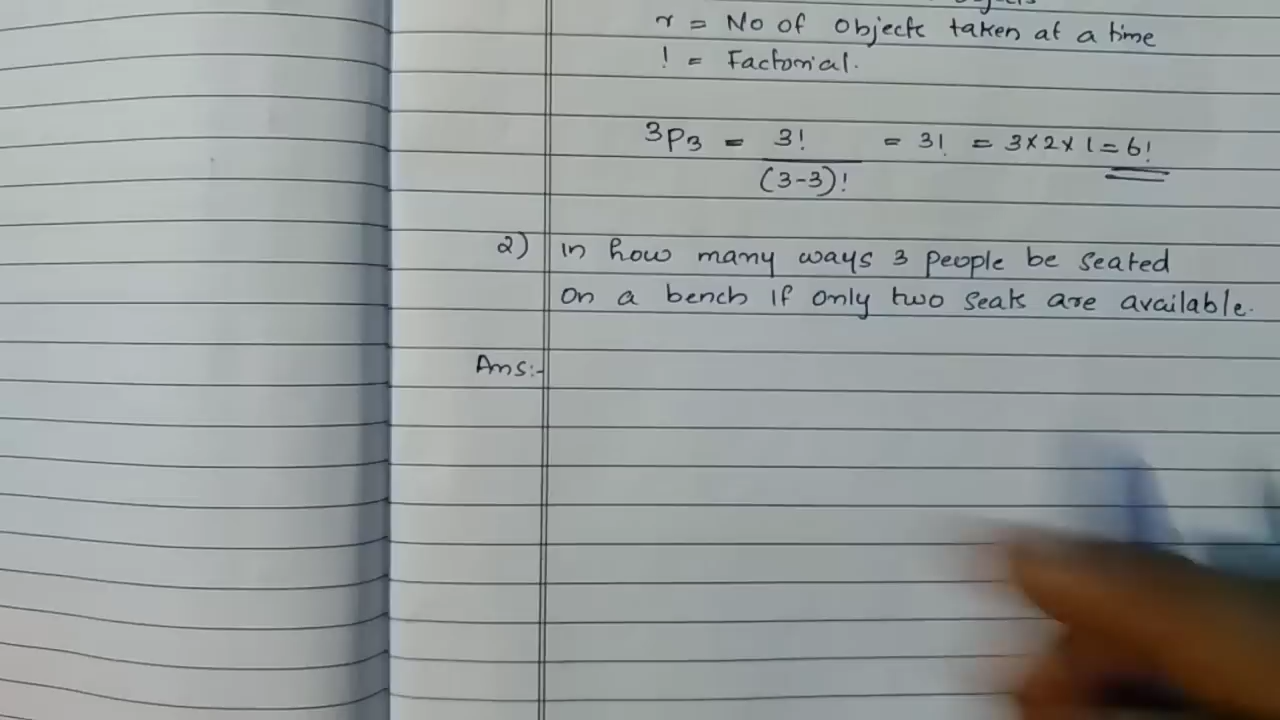 r = No of objects taken at a time
! = Factorial.
3P3 = 3! / (3-3)! = 3! = 3×2×1 = 6!
2) In how many ways 3 people be seated
on a bench if only two seats are available.
Ans:-